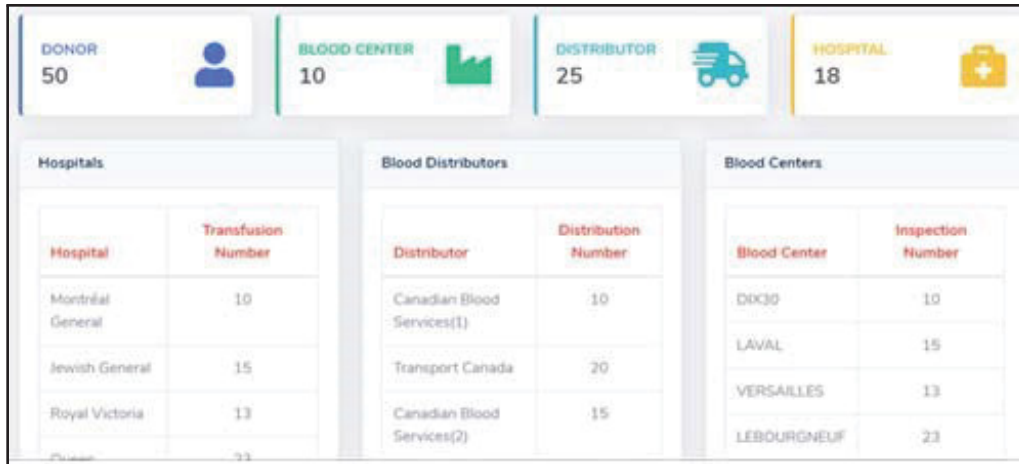 DONOR
50
BLOOD CENTER
10
DISTRIBUTOR
25
HOSPITAL
18
Hospitals
Transfusion
Hospital Number
Montréal 10
General
Jewish General 15
Royal Victoria 13
Queen 23
Blood Distributors
Distribution
Distributor Number
Canadian Blood 10
Services(1)
Transport Canada 20
Canadian Blood 15
Services(2)
Blood Centers
Inspection
Blood Center Number
DIX30 10
LAVAL 15
VERSAILLES 13
LEBOURGNEUF 23